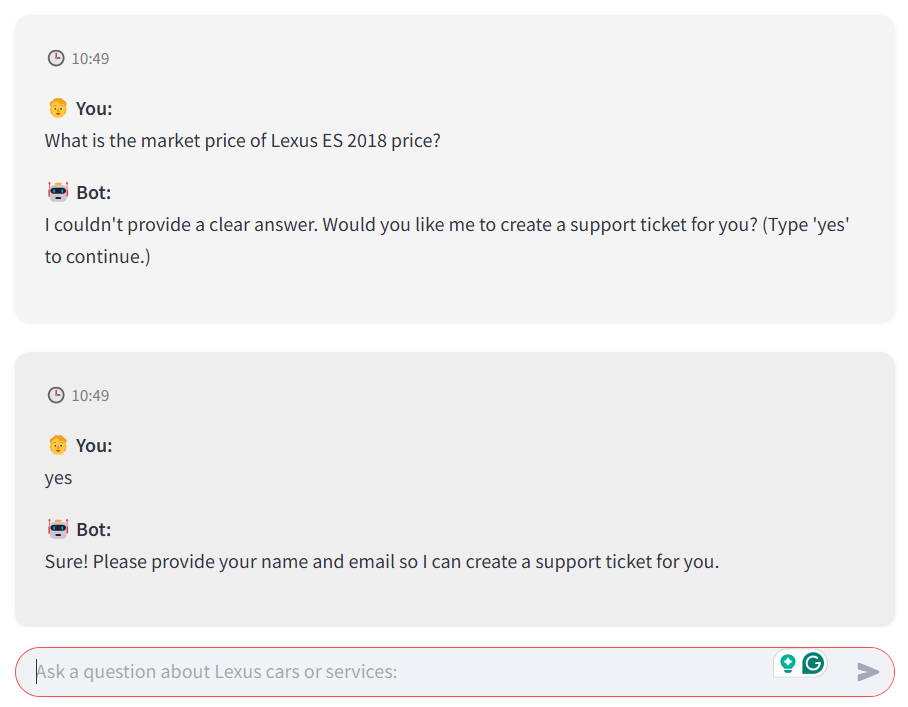 10:49
You:
What is the market price of Lexus ES 2018 price?
Bot:
I couldn't provide a clear answer. Would you like me to create a support ticket for you? (Type 'yes'
to continue.)
10:49
You:
yes
Bot:
Sure! Please provide your name and email so I can create a support ticket for you.
Ask a question about Lexus cars or services: